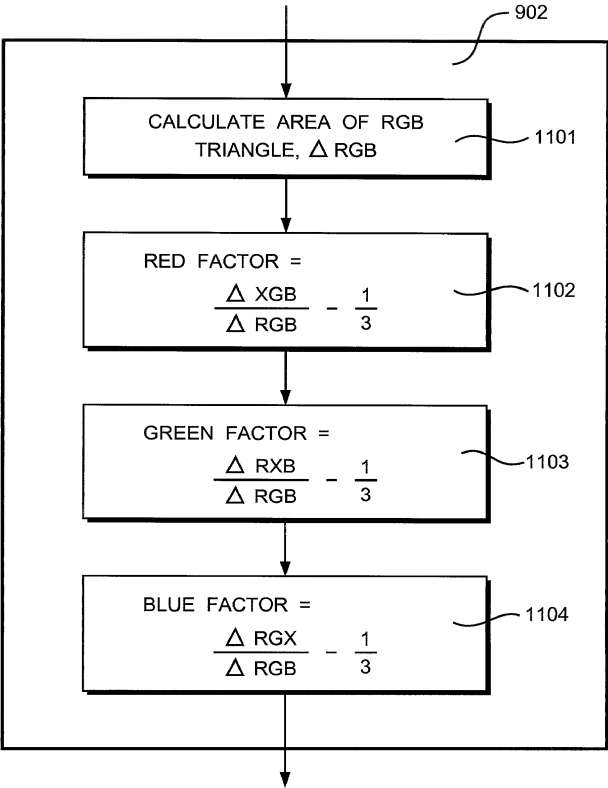 902
CALCULATE AREA OF RGB
TRIANGLE, Δ RGB
1101
RED FACTOR =
Δ XGB
Δ RGB
− 1
3
1102
GREEN FACTOR =
Δ RXB
Δ RGB
− 1
3
1103
BLUE FACTOR =
Δ RGX
Δ RGB
− 1
3
1104